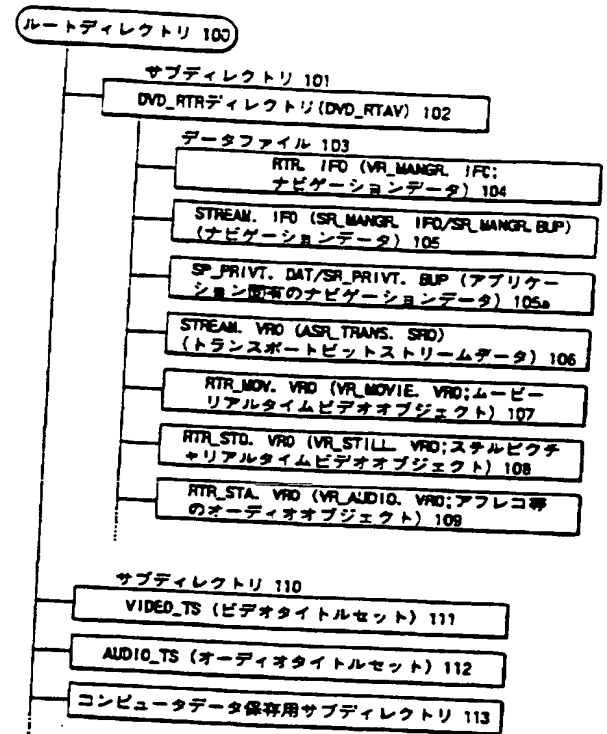 ルートディレクトリ 100
サブディレクトリ 101
DVD_RTRディレクトリ(DVD_RTAV) 102
データファイル 103
RTR. IFO (VR_MANGR. IFO;
ナビゲーションデータ) 104
STREAM. IFO (SR_MANGR. IFO/SR_MANGR. BUP)
(ナビゲーションデータ) 105
SP_PRIVT. DAT/SR_PRIVT. BUP (アプリケー
ション固有のナビゲーションデータ) 105a
STREAM. VRO (ASR_TRANS. SRO)
(トランスポートビットストリームデータ) 106
RTR_MOV. VRO (VR_MOVIE. VRO;ムービー
リアルタイムビデオオブジェクト) 107
RTR_STO. VRO (VR_STILL. VRO;ステルピクチ
ャリアルタイムビデオオブジェクト) 108
RTR_STA. VRO (VR_AUDIO. VRO;アフレコ等
のオーディオオブジェクト) 109
サブディレクトリ 110
VIDEO_TS (ビデオタイトルセット) 111
AUDIO_TS (オーディオタイトルセット) 112
コンピュータデータ保存用サブディレクトリ 113